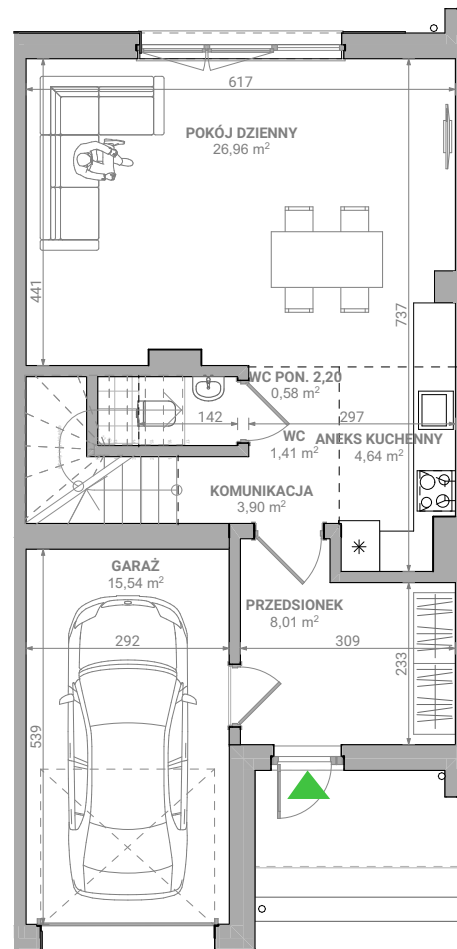 617
POKÓJ DZIENNY
26,96 m²
441
737
WC PON. 2,20
0,58 m²
142
297
WC
1,41 m²
ANEKS KUCHENNY
4,64 m²
KOMUNIKACJA
3,90 m²
GARAŻ
15,54 m²
PRZEDSIONEK
8,01 m²
292
309
233
539